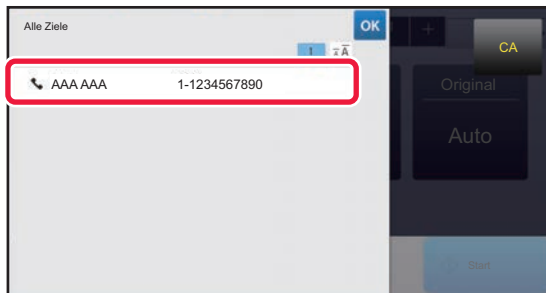 Alle Ziele
OK
CA
1
AAA AAA 1-1234567890
Original
Auto
Start